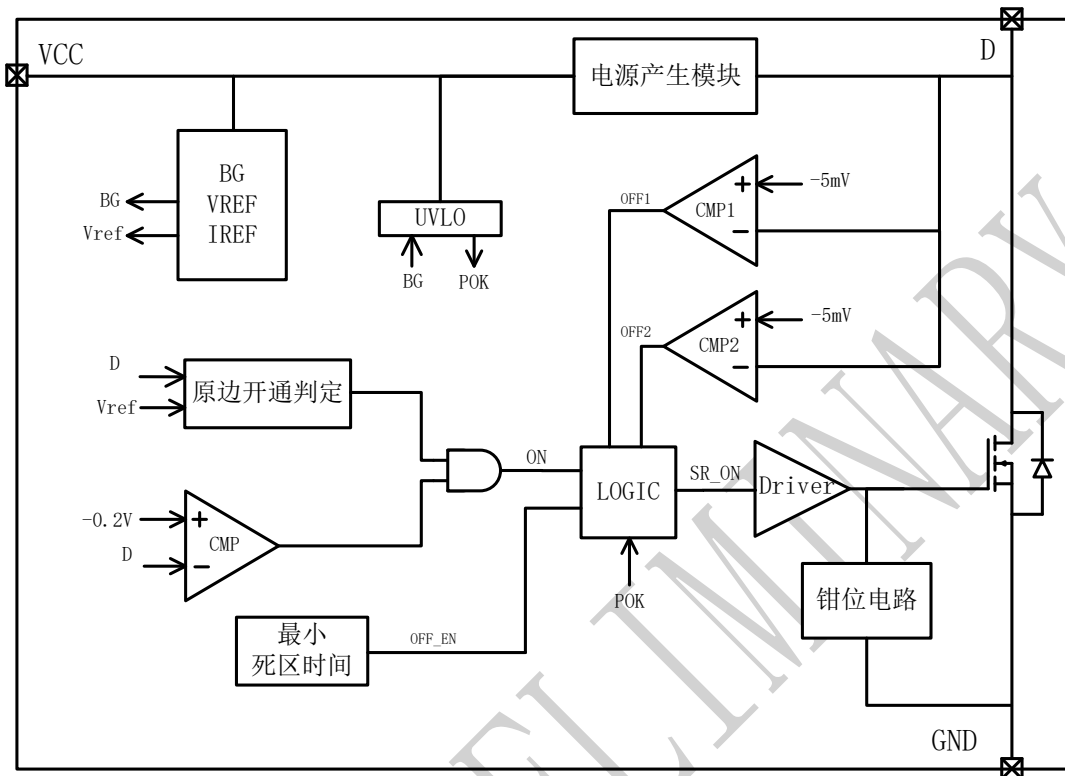 VCC
D
电源产生模块
BG
VREF
IREF
BG
Vref
UVLO
BG
POK
OFF1
+
CMP1
-
-5mV
OFF2
+
CMP2
-
-5mV
D
Vref
原边开通判定
-0.2V
D
+
CMP
-
ON
LOGIC
SR_ON
Driver
POK
最小
死区时间
OFF_EN
钳位电路
GND
ELIMINARY